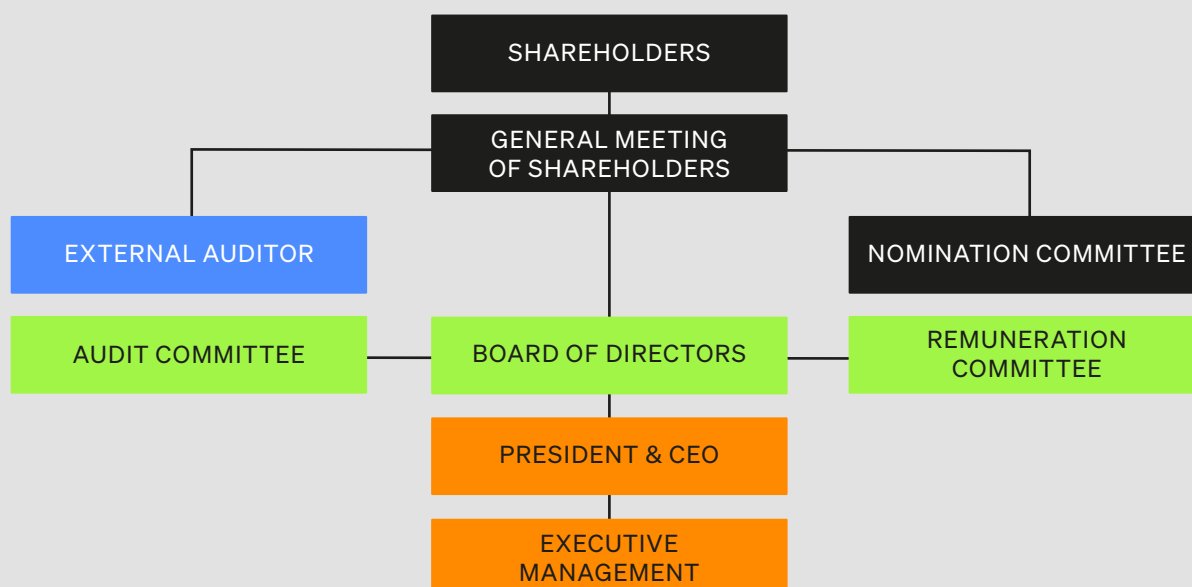 SHAREHOLDERS
GENERAL MEETING
OF SHAREHOLDERS
EXTERNAL AUDITOR
NOMINATION COMMITTEE
AUDIT COMMITTEE
BOARD OF DIRECTORS
REMUNERATION
COMMITTEE
PRESIDENT & CEO
EXECUTIVE
MANAGEMENT